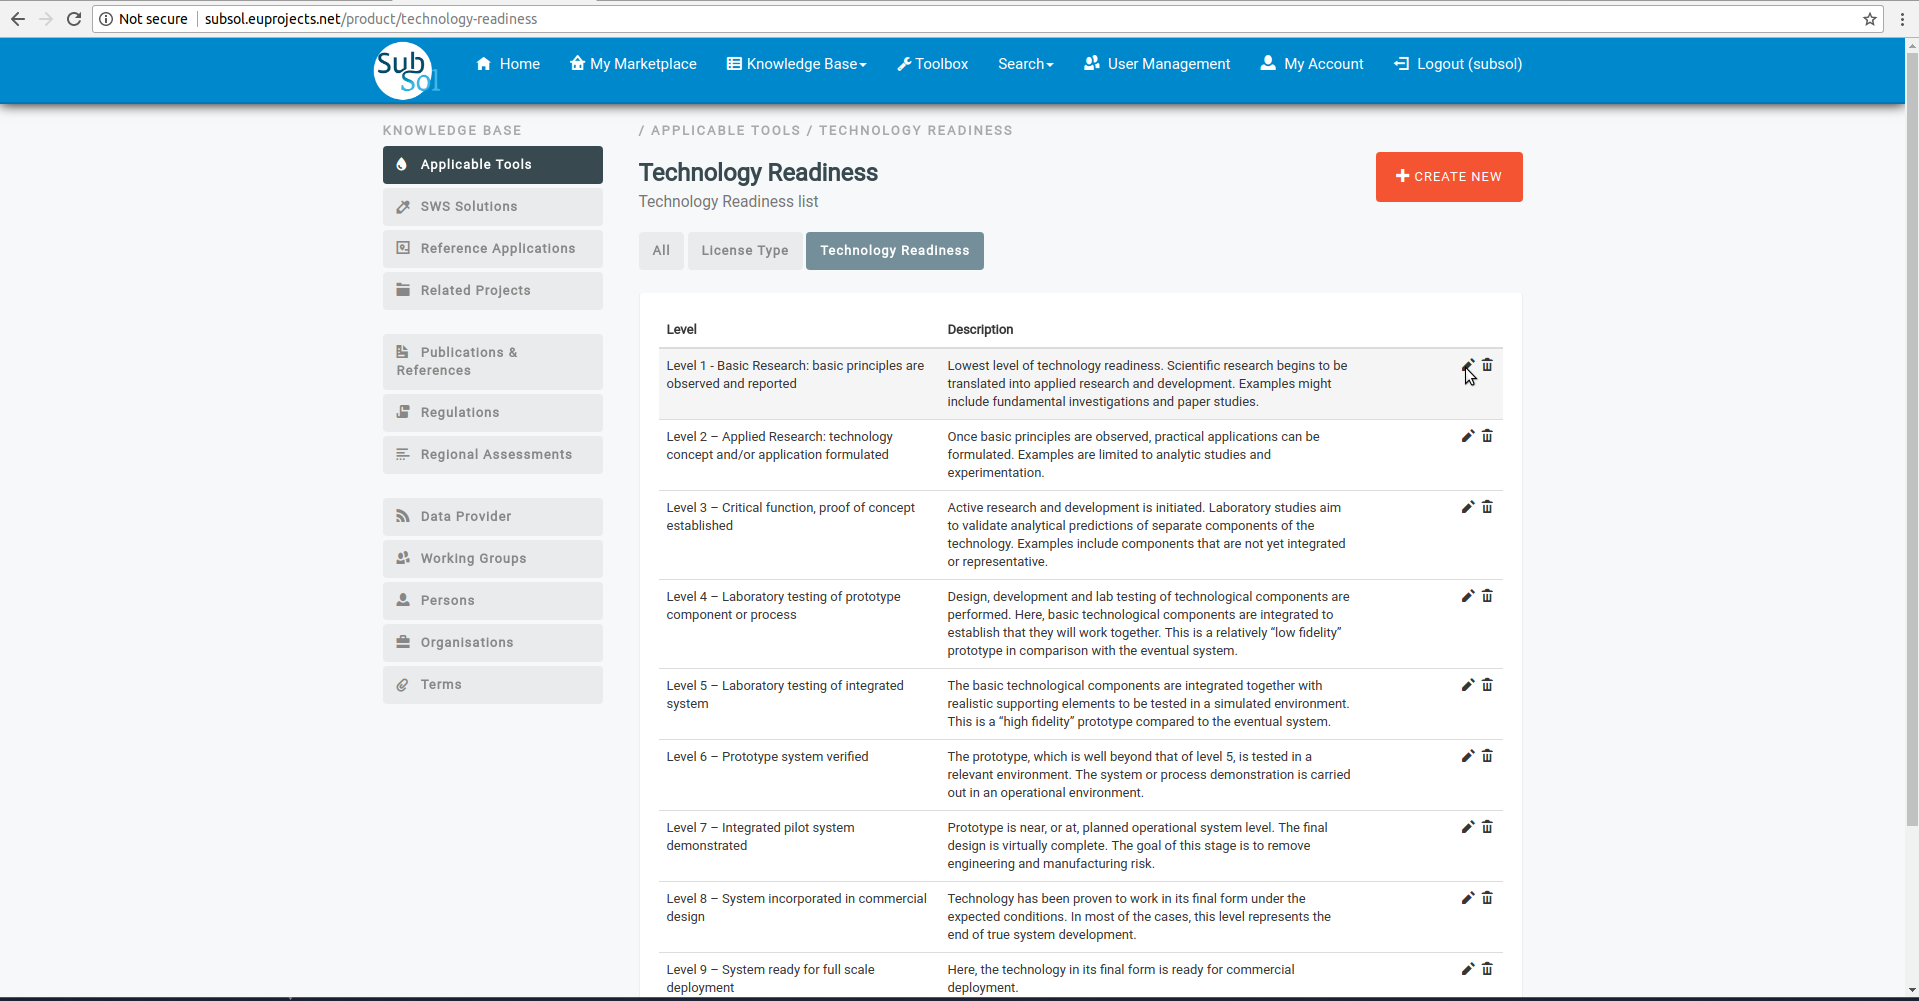 Not secure | subsol.euprojects.net/product/technology-readiness
Sub
Sol
Home
My Marketplace
Knowledge Base
Toolbox
Search
User Management
My Account
Logout (subsol)
KNOWLEDGE BASE
Applicable Tools
SWS Solutions
Reference Applications
Related Projects
Publications &
References
Regulations
Regional Assessments
Data Provider
Working Groups
Persons
Organisations
Terms
/ APPLICABLE TOOLS / TECHNOLOGY READINESS
Technology Readiness
Technology Readiness list
CREATE NEW
All
License Type
Technology Readiness
Level
Description
Level 1 - Basic Research: basic principles are
observed and reported
Lowest level of technology readiness. Scientific research begins to be
translated into applied research and development. Examples might
include fundamental investigations and paper studies.
Level 2 – Applied Research: technology
concept and/or application formulated
Once basic principles are observed, practical applications can be
formulated. Examples are limited to analytic studies and
experimentation.
Level 3 – Critical function, proof of concept
established
Active research and development is initiated. Laboratory studies aim
to validate analytical predictions of separate components of the
technology. Examples include components that are not yet integrated
or representative.
Level 4 – Laboratory testing of prototype
component or process
Design, development and lab testing of technological components are
performed. Here, basic technological components are integrated to
establish that they will work together. This is a relatively “low fidelity”
prototype in comparison with the eventual system.
Level 5 – Laboratory testing of integrated
system
The basic technological components are integrated together with
realistic supporting elements to be tested in a simulated environment.
This is a “high fidelity” prototype compared to the eventual system.
Level 6 – Prototype system verified
The prototype, which is well beyond that of level 5, is tested in a
relevant environment. The system or process demonstration is carried
out in an operational environment.
Level 7 – Integrated pilot system
demonstrated
Prototype is near, or at, planned operational system level. The final
design is virtually complete. The goal of this stage is to remove
engineering and manufacturing risk.
Level 8 – System incorporated in commercial
design
Technology has been proven to work in its final form under the
expected conditions. In most of the cases, this level represents the
end of true system development.
Level 9 – System ready for full scale
deployment
Here, the technology in its final form is ready for commercial
deployment.